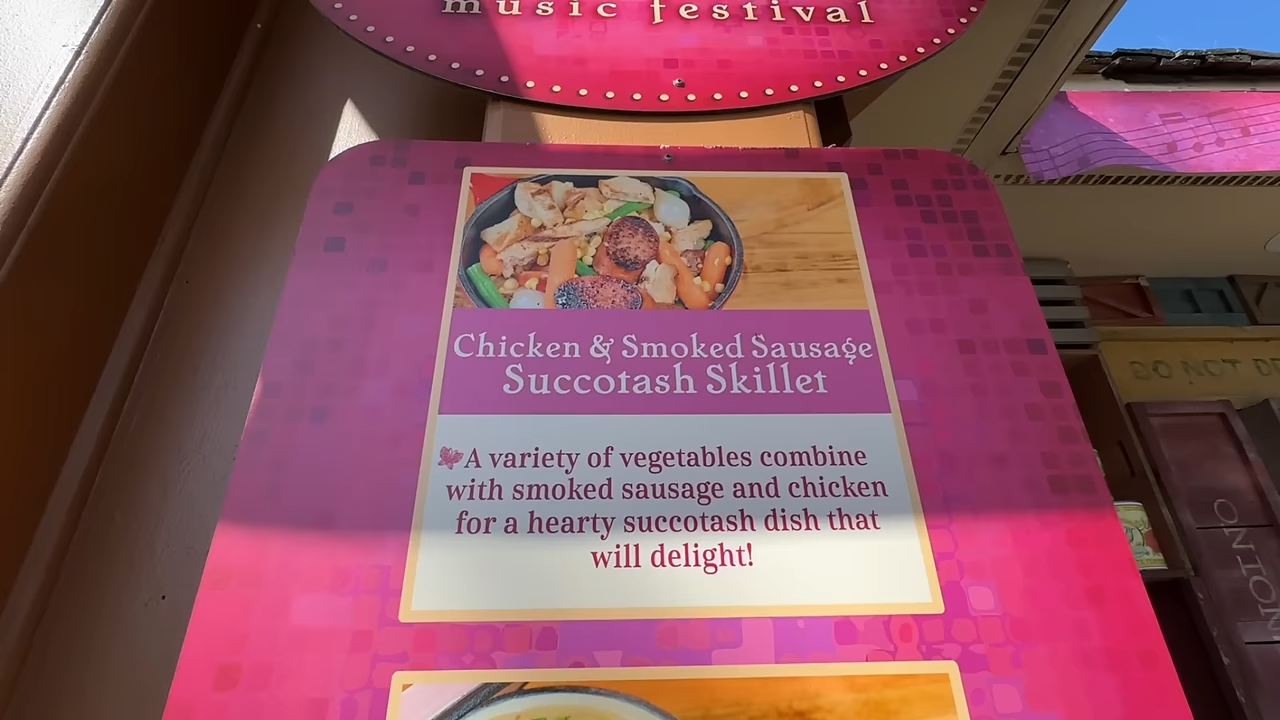 music festival
Chicken & Smoked Sausage
Succotash Skillet
A variety of vegetables combine
with smoked sausage and chicken
for a hearty succotash dish that
will delight!
DO NOT